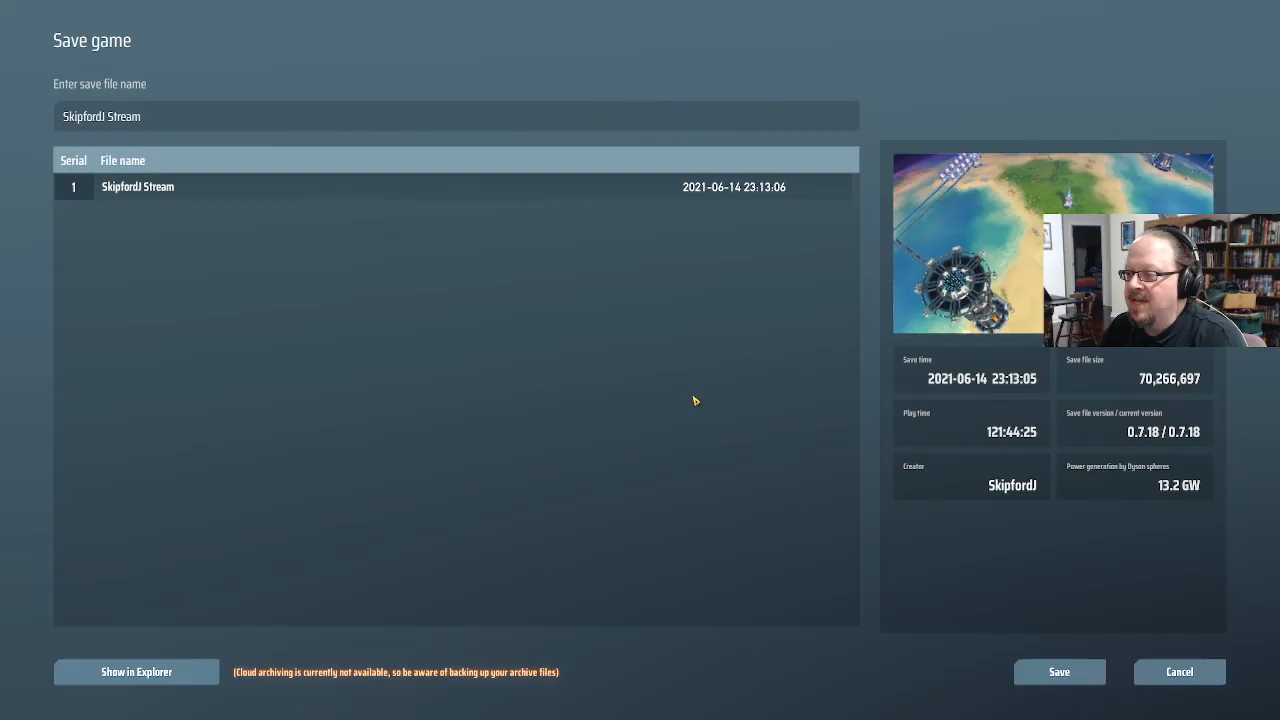 Save game
Enter save file name
SkipfordJ Stream
Serial File name
1 SkipfordJ Stream 2021-06-14 23:13:06
Save time Save file size
2021-06-14 23:13:05 70,266,697
Play time Save file version / current version
121:44:25 0.7.18 / 0.7.18
Creator Power generation by Dyson spheres
SkipfordJ 13.2 GW
Show in Explorer (Cloud archiving is currently not available, so be aware of backing up your archive files) Save Cancel